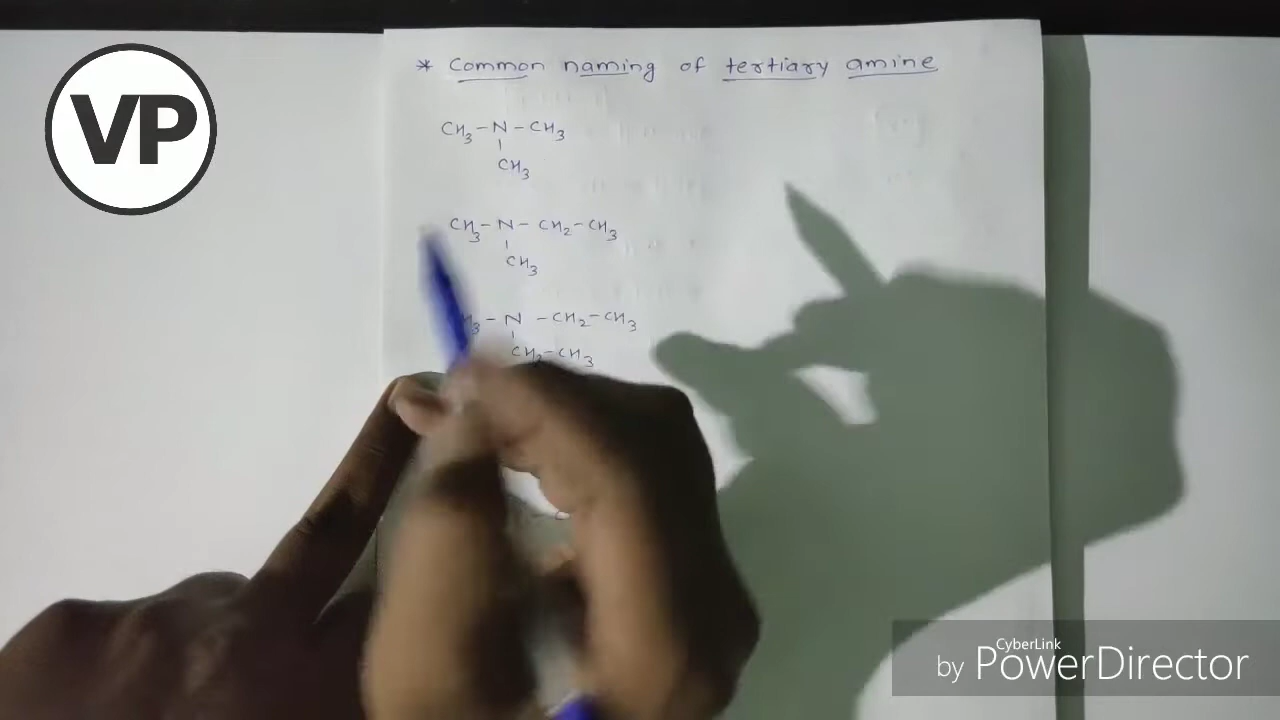 VP
* Common naming of tertiary amine
CH3 – N – CH3
CH3
CH3 – N – CH2 – CH3
CH3
H3 – N – CH2 – CH3
CH2 – CH3
CyberLink
by PowerDirector